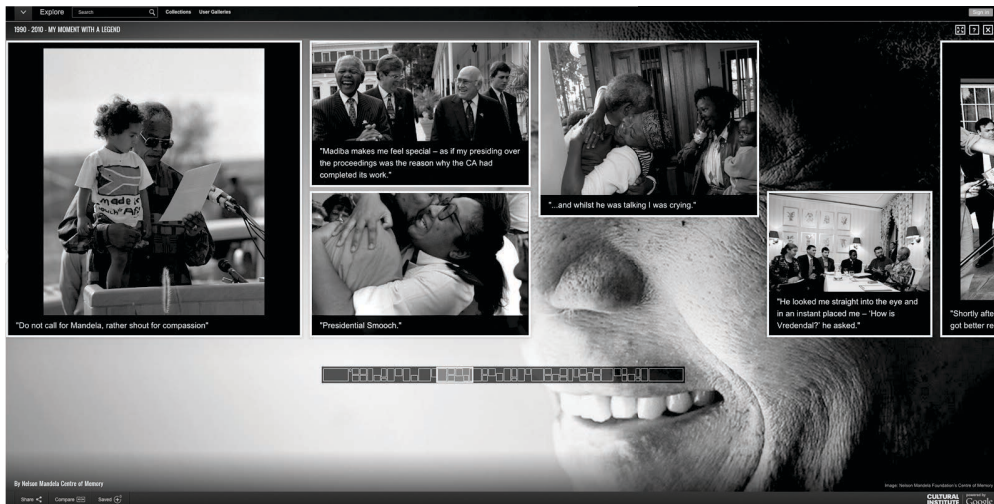 Explore Search Collections User Galleries Sign in
1990 - 2010 - MY MOMENT WITH A LEGEND
?
made in
"Do not call for Mandela, rather shout for compassion"
"Madiba makes me feel special – as if my presiding over
the proceedings was the reason why the CA had
completed its work."
"Presidential Smooch."
"...and whilst he was talking I was crying."
"He looked me straight into the eye and
in an instant placed me – 'How is
Vredendal?' he asked."
"Shortly afte
got better re
By Nelson Mandela Centre of Memory
Image: Nelson Mandela Foundation's Centre of Memory
Share Compare Saved
CULTURAL
INSTITUTE
powered by
Google